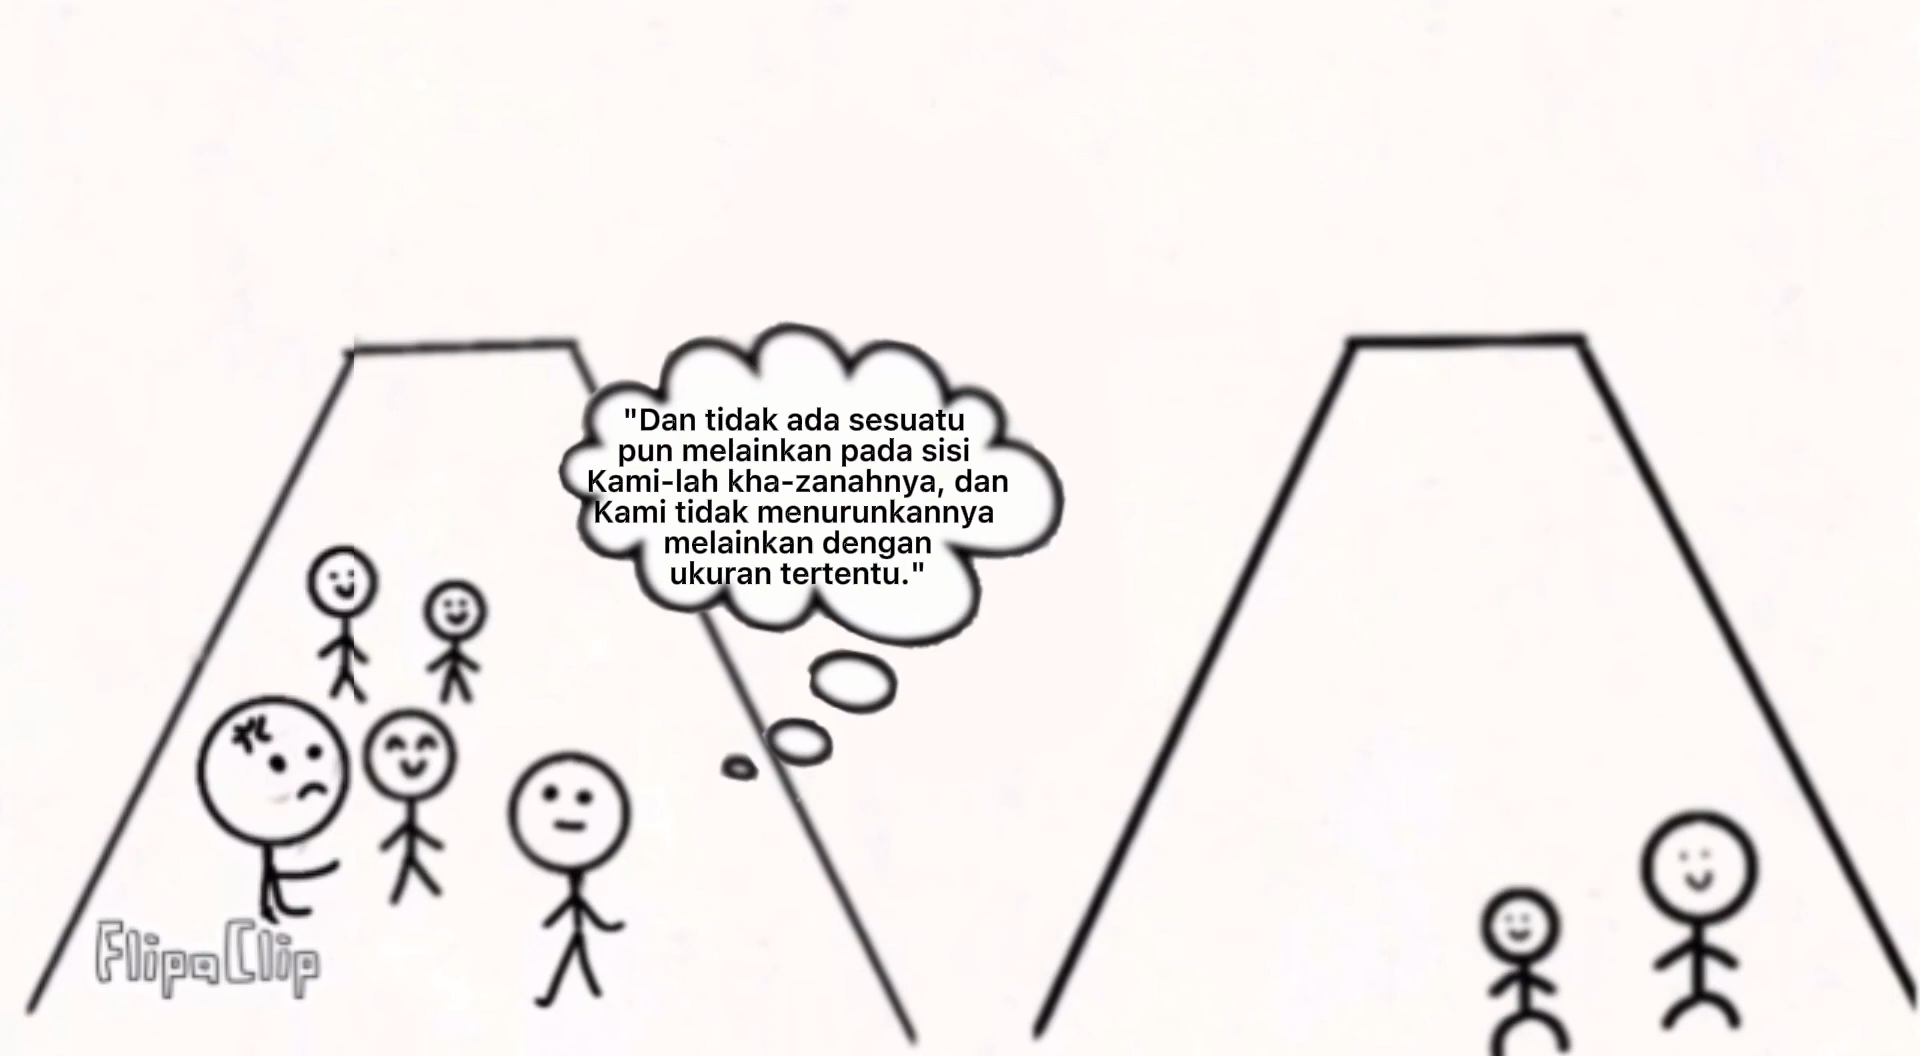 "Dan tidak ada sesuatu
pun melainkan pada sisi
Kami-lah kha-zanahnya, dan
Kami tidak menurunkannya
melainkan dengan
ukuran tertentu."
FlipaClip